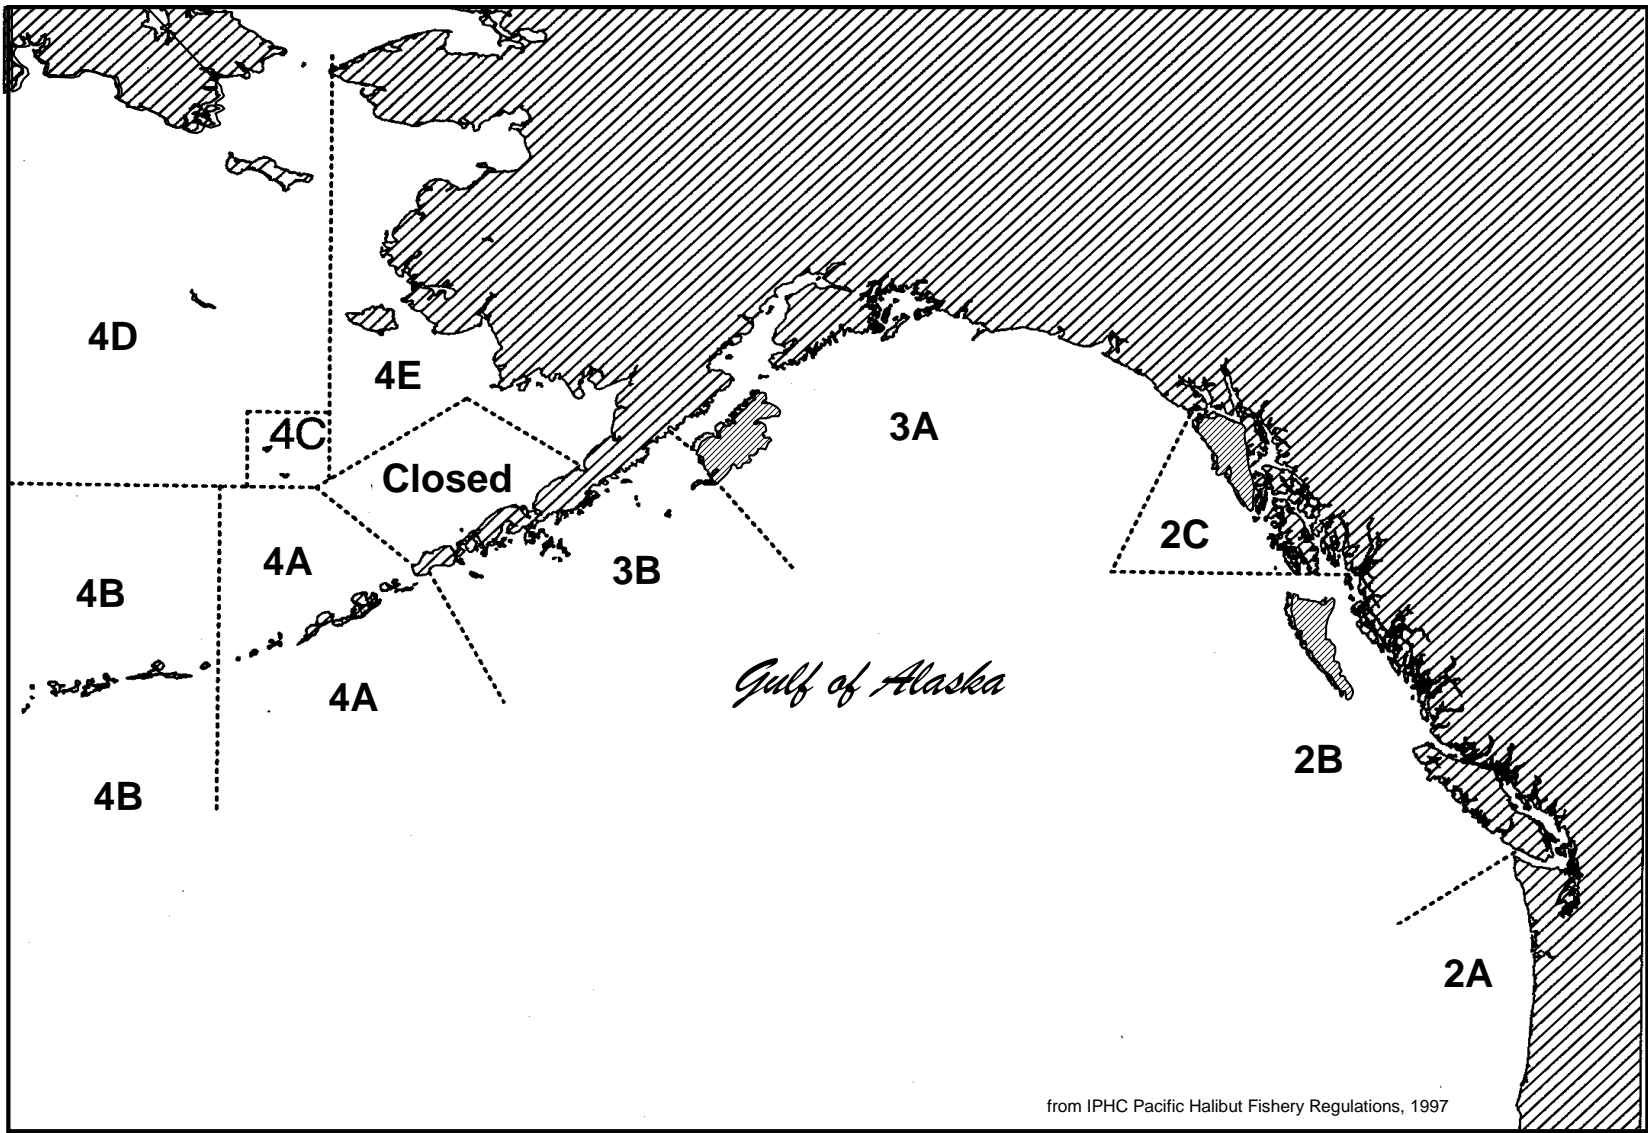 4D
4E
4C
3A
Closed
2C
4A
3B
4B
Gulf of Alaska
4A
2B
4B
2A
from IPHC Pacific Halibut Fishery Regulations, 1997